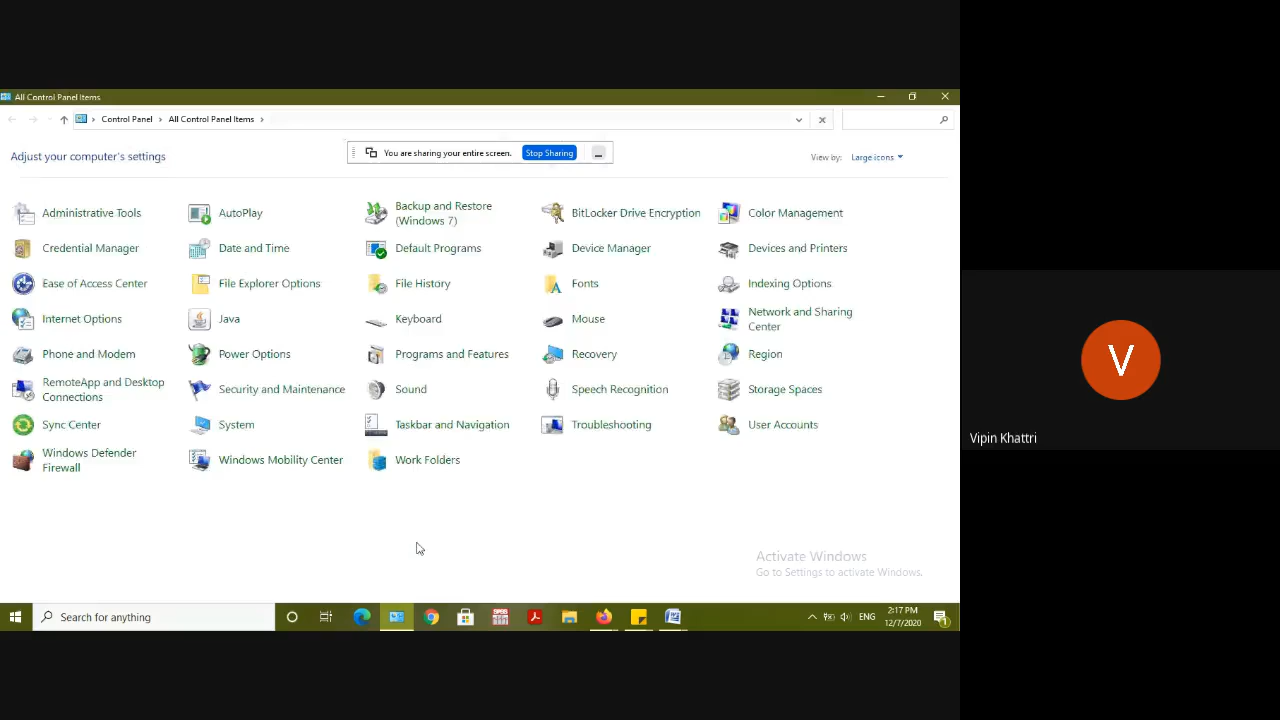 All Control Panel Items
Control Panel
All Control Panel Items
You are sharing your entire screen.
Stop Sharing
Adjust your computer's settings
View by:
Large icons
Administrative Tools
AutoPlay
Backup and Restore
(Windows 7)
BitLocker Drive Encryption
Color Management
Credential Manager
Date and Time
Default Programs
Device Manager
Devices and Printers
Ease of Access Center
File Explorer Options
File History
Fonts
Indexing Options
Internet Options
Java
Keyboard
Mouse
Network and Sharing
Center
Phone and Modem
Power Options
Programs and Features
Recovery
Region
RemoteApp and Desktop
Connections
Security and Maintenance
Sound
Speech Recognition
Storage Spaces
Sync Center
System
Taskbar and Navigation
Troubleshooting
User Accounts
Windows Defender
Firewall
Windows Mobility Center
Work Folders
Activate Windows
Go to Settings to activate Windows.
Search for anything
ENG
2:17 PM
12/7/2020
1
V
Vipin Khattri